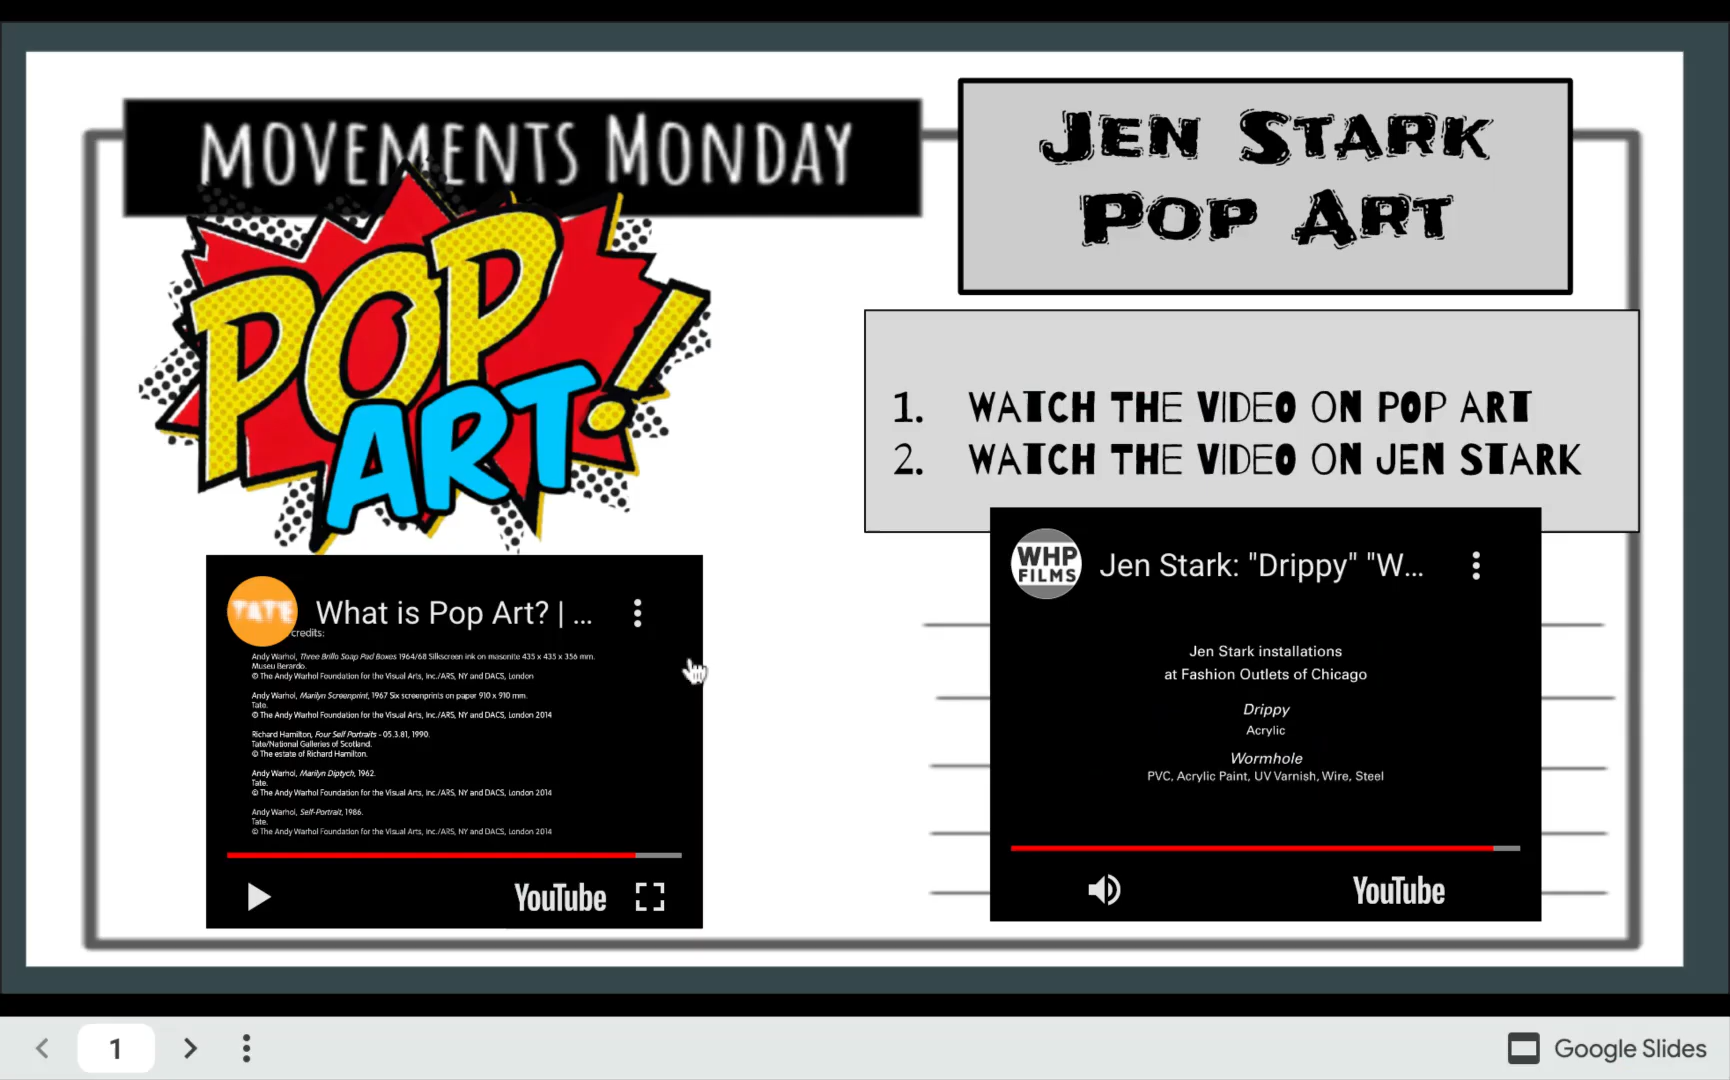 MOVEMENTS MONDAY
POP
ART!
JEN STARK
POP ART
1. WATCH THE VIDEO ON POP ART
2. WATCH THE VIDEO ON JEN STARK
TATE
What is Pop Art? | ...
credits:
Andy Warhol, Three Brillo Soap Pad Boxes 1964/68 Silkscreen ink on masonite 435 x 435 x 356 mm.
Museu Berardo.
© The Andy Warhol Foundation for the Visual Arts, Inc./ARS, NY and DACS, London
Andy Warhol, Marilyn Screenprint, 1967 Six screenprints on paper 910 x 910 mm.
Tate.
© The Andy Warhol Foundation for the Visual Arts, Inc./ARS, NY and DACS, London 2014
Richard Hamilton, Four Self Portraits - 05.3.81, 1990.
Tate/National Galleries of Scotland.
© The estate of Richard Hamilton.
Andy Warhol, Marilyn Diptych, 1962.
Tate.
© The Andy Warhol Foundation for the Visual Arts, Inc./ARS, NY and DACS, London 2014
Andy Warhol, Self-Portrait, 1986.
Tate.
© The Andy Warhol Foundation for the Visual Arts, Inc./ARS, NY and DACS, London 2014
YouTube
WHP
FILMS
Jen Stark: "Drippy" "W...
Jen Stark installations
at Fashion Outlets of Chicago
Drippy
Acrylic
Wormhole
PVC, Acrylic Paint, UV Varnish, Wire, Steel
YouTube
1
Google Slides